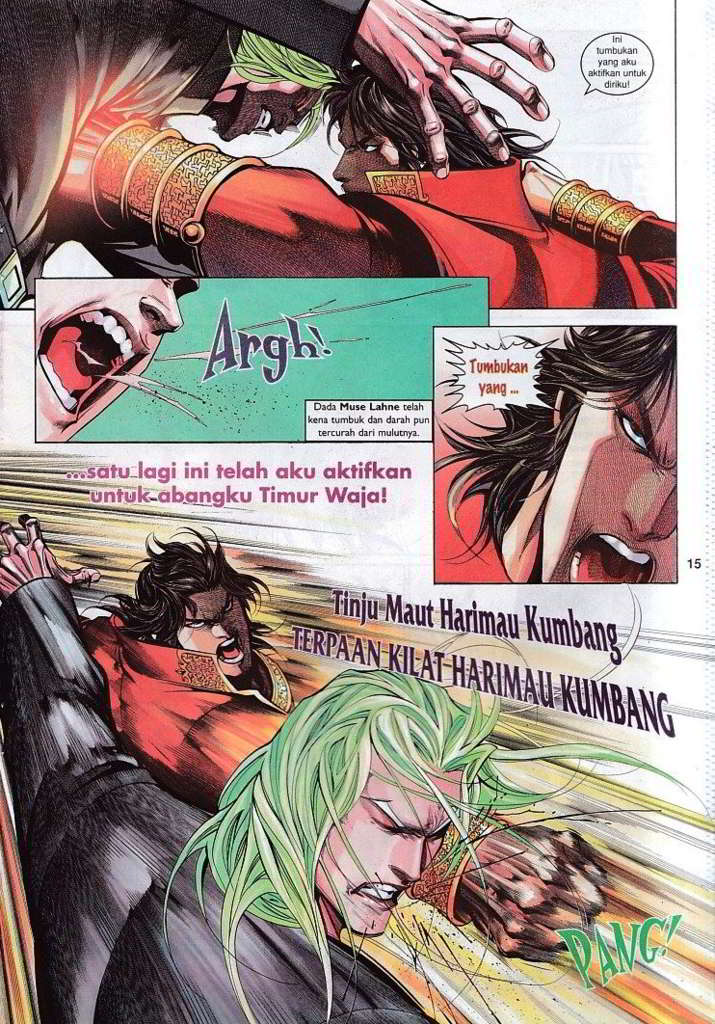 Ini
tumbukan
yang aku
aktifkan untuk
diriku!
Argh!
Dada Muse Lahne telah
kena tumbuk dan darah pun
tercurah dari mulutnya.
Tumbukan
yang ...
...satu lagi ini telah aku aktifkan
untuk abangku Timur Waja!
15
Tinju Maut Harimau Kumbang
TERPAAN KILAT HARIMAU KUMBANG
PANG!